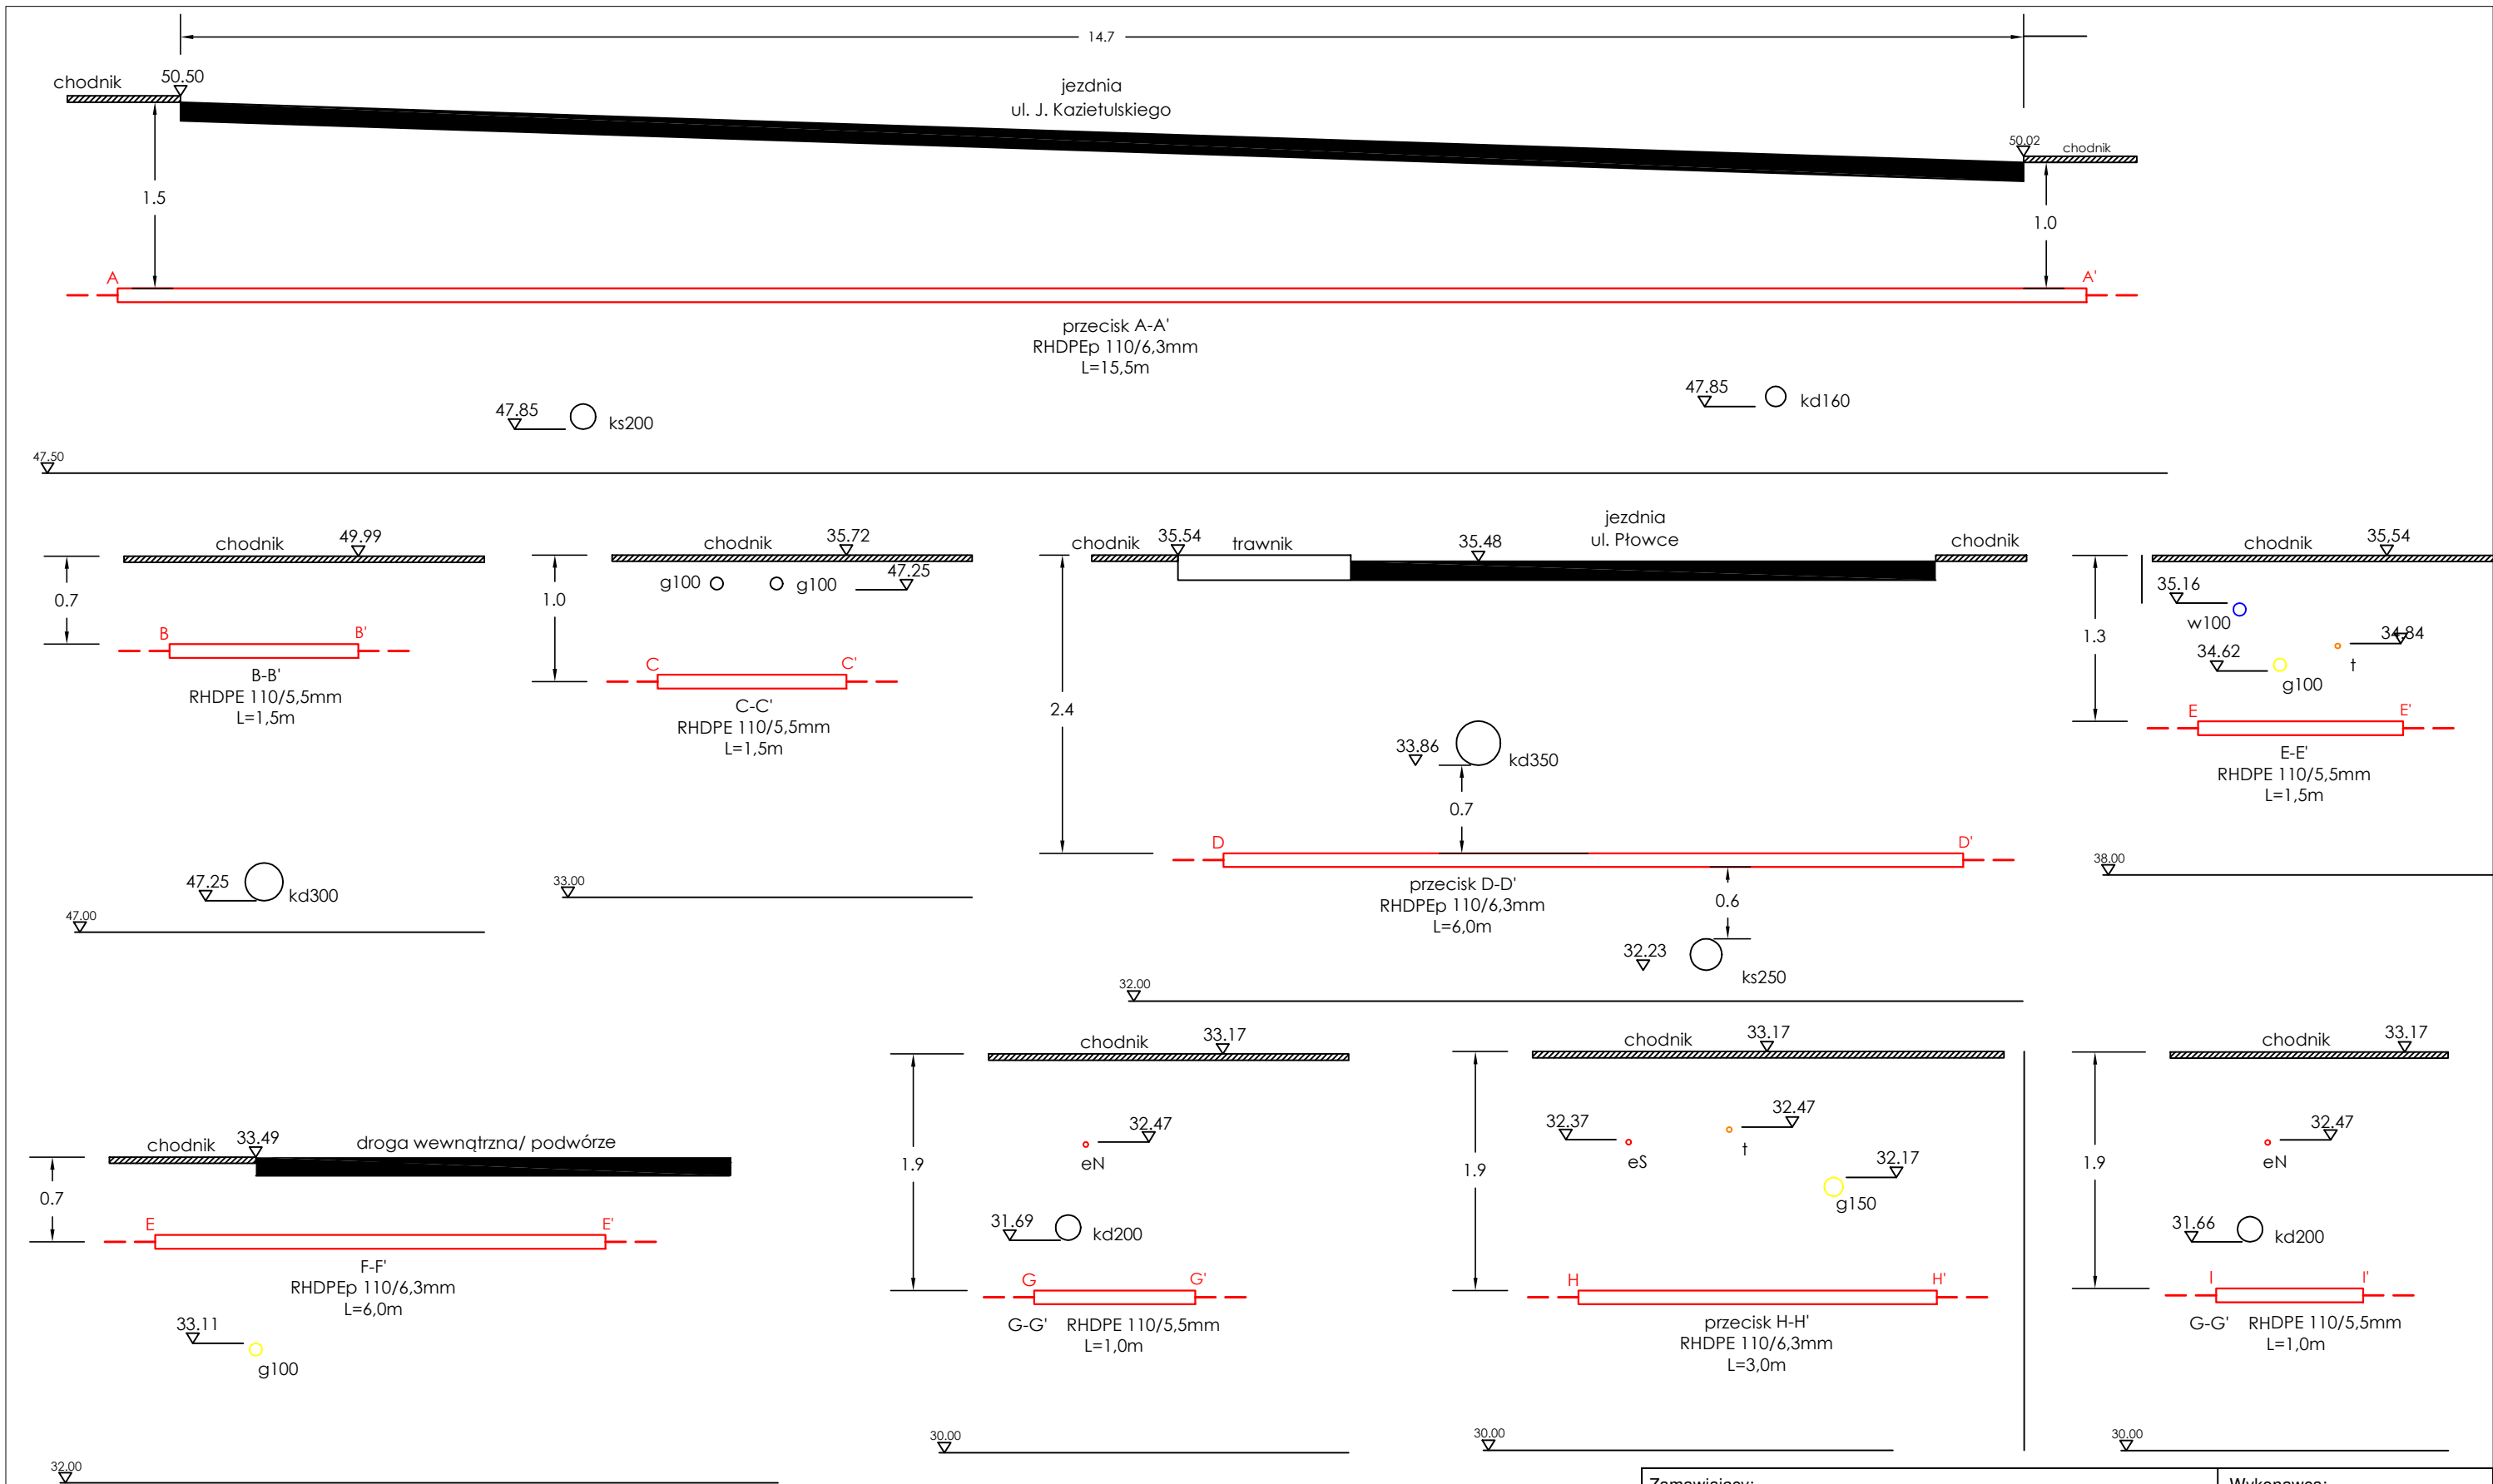 14.7
chodnik
50.50
jezdnia
ul. J. Kazietulskiego
50.02
chodnik
1.5
1.0
A
A'
przecisk A-A'
RHDPEp 110/6,3mm
L=15,5m
47.85
ks200
47.85
kd160
47.50
chodnik
49.99
0.7
B
B'
B-B'
RHDPE 110/5,5mm
L=1,5m
47.25
kd300
47.00
chodnik
35.72
g100
g100
47.25
1.0
C
C'
C-C'
RHDPE 110/5,5mm
L=1,5m
33.00
chodnik
35.54
trawnik
35.48
jezdnia
ul. Płowce
chodnik
2.4
33.86
kd350
0.7
D
D'
przecisk D-D'
RHDPEp 110/6,3mm
L=6,0m
0.6
32.23
ks250
32.00
chodnik
35,54
35.16
w100
1.3
34.84
t
34.62
g100
E
E'
E-E'
RHDPE 110/5,5mm
L=1,5m
38.00
chodnik
33.49
droga wewnątrzna/ podwórze
0.7
E
E'
F-F'
RHDPEp 110/6,3mm
L=6,0m
33.11
g100
32.00
chodnik
33.17
1.9
32.47
eN
31.69
kd200
G
G'
G-G' RHDPE 110/5,5mm
L=1,0m
30.00
chodnik
33.17
1.9
32.37
eS
32.47
t
32.17
g150
H
H'
przecisk H-H'
RHDPE 110/6,3mm
L=3,0m
30.00
chodnik
33.17
1.9
32.47
eN
31.66
kd200
I
I'
G-G' RHDPE 110/5,5mm
L=1,0m
30.00
Zamawiający:
Wykonawca: